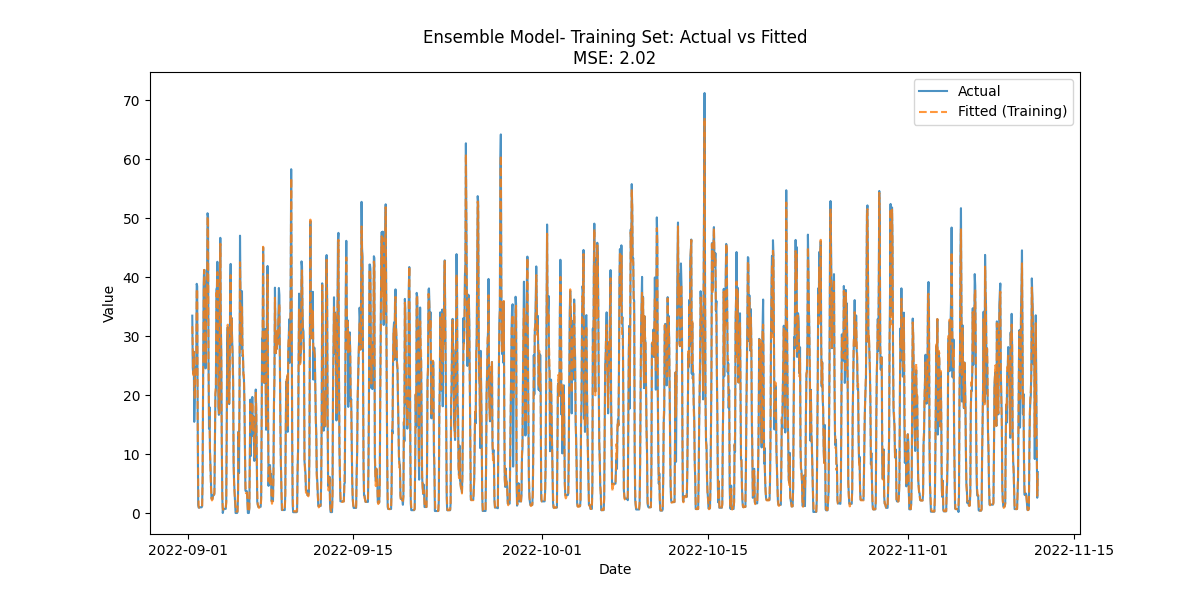 Ensemble Model- Training Set: Actual vs Fitted
MSE: 2.02
Actual
Fitted (Training)
70
60
50
40
30
20
10
0
Value
2022-09-01
2022-09-15
2022-10-01
2022-10-15
2022-11-01
2022-11-15
Date